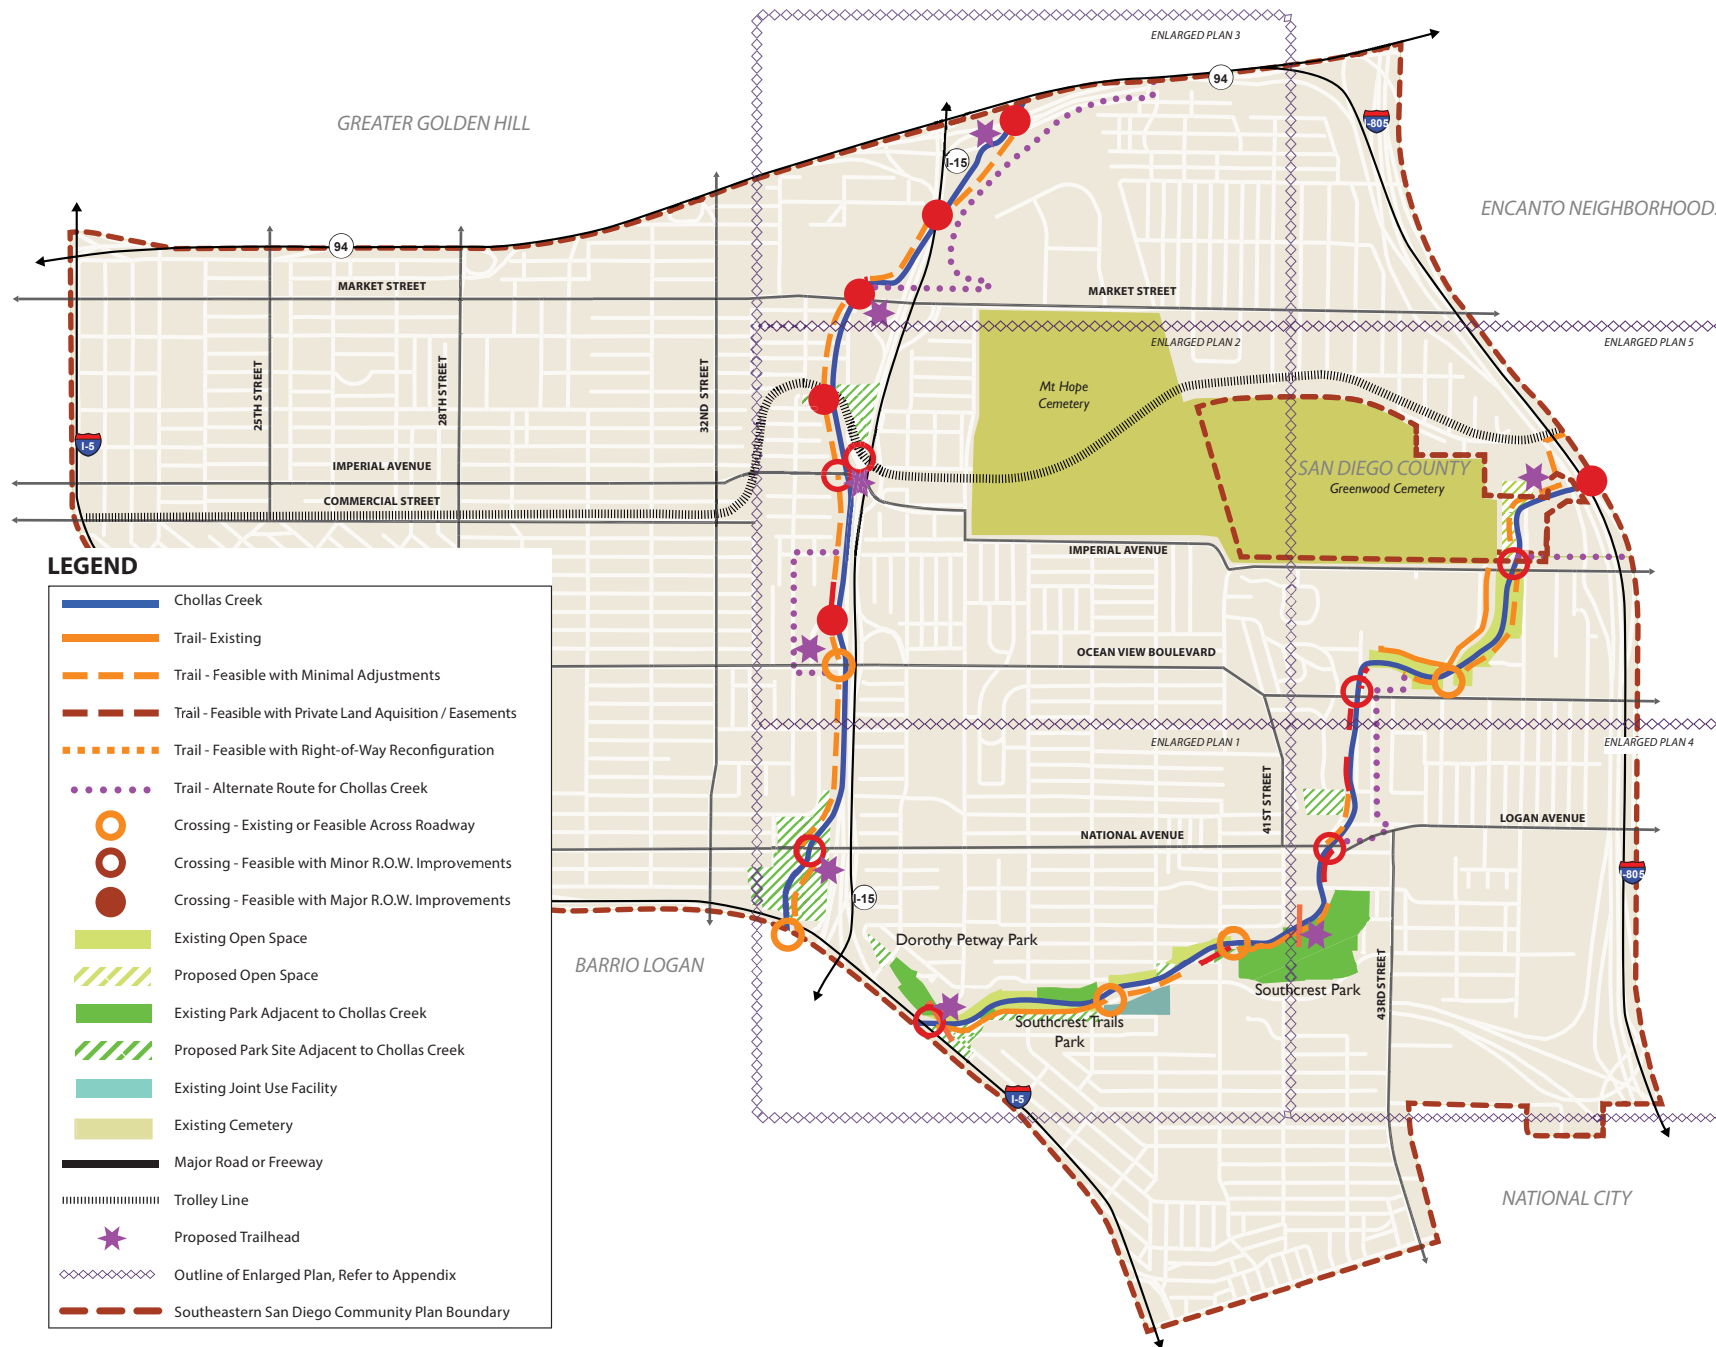 ENLARGED PLAN 3
94
I-805
GREATER GOLDEN HILL
I-15
ENCANTO NEIGHBORHOODS
94
MARKET STREET
MARKET STREET
ENLARGED PLAN 2
ENLARGED PLAN 5
25TH STREET
28TH STREET
32ND STREET
Mt Hope
Cemetery
I-5
IMPERIAL AVENUE
SAN DIEGO COUNTY
Greenwood Cemetery
COMMERCIAL STREET
IMPERIAL AVENUE
OCEAN VIEW BOULEVARD
ENLARGED PLAN 1
ENLARGED PLAN 4
41ST STREET
NATIONAL AVENUE
LOGAN AVENUE
I-805
I-15
Dorothy Petway Park
BARRIO LOGAN
43RD STREET
Southcrest Park
Southcrest Trails
Park
I-5
NATIONAL CITY
LEGEND
Chollas Creek
Trail- Existing
Trail - Feasible with Minimal Adjustments
Trail - Feasible with Private Land Aquisition / Easements
Trail - Feasible with Right-of-Way Reconfiguration
Trail - Alternate Route for Chollas Creek
Crossing - Existing or Feasible Across Roadway
Crossing - Feasible with Minor R.O.W. Improvements
Crossing - Feasible with Major R.O.W. Improvements
Existing Open Space
Proposed Open Space
Existing Park Adjacent to Chollas Creek
Proposed Park Site Adjacent to Chollas Creek
Existing Joint Use Facility
Existing Cemetery
Major Road or Freeway
Trolley Line
Proposed Trailhead
Outline of Enlarged Plan, Refer to Appendix
Southeastern San Diego Community Plan Boundary